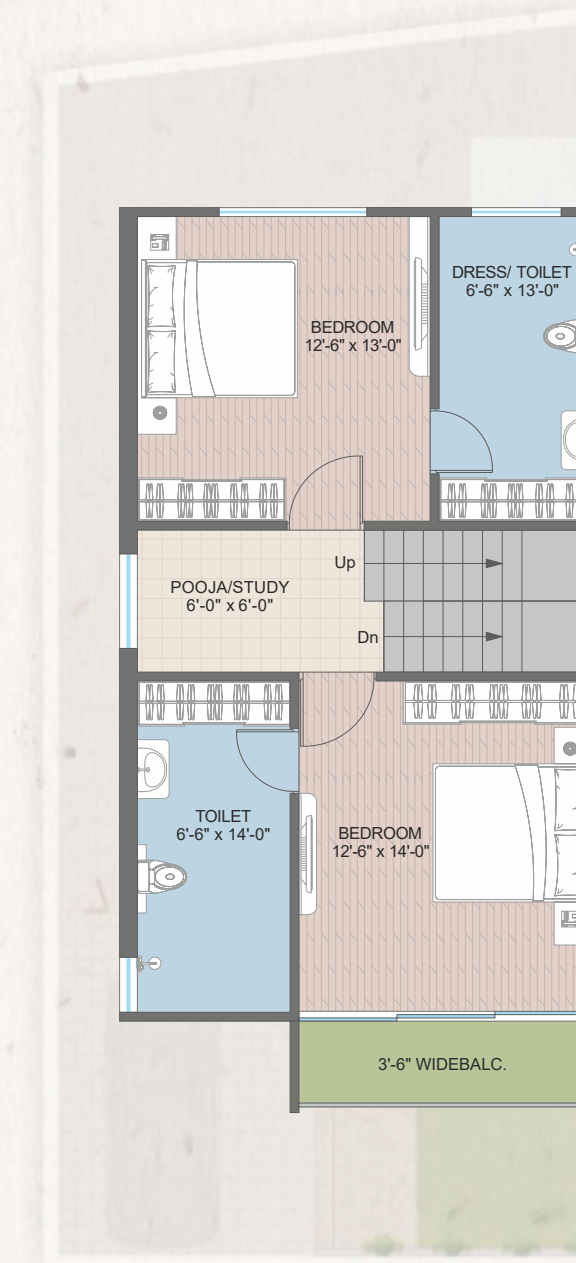 DRESS/ TOILET
6'-6" x 13'-0"
BEDROOM
12'-6" x 13'-0"
Up
POOJA/STUDY
6'-0" x 6'-0"
Dn
TOILET
6'-6" x 14'-0"
BEDROOM
12'-6" x 14'-0"
3'-6" WIDEBALC.